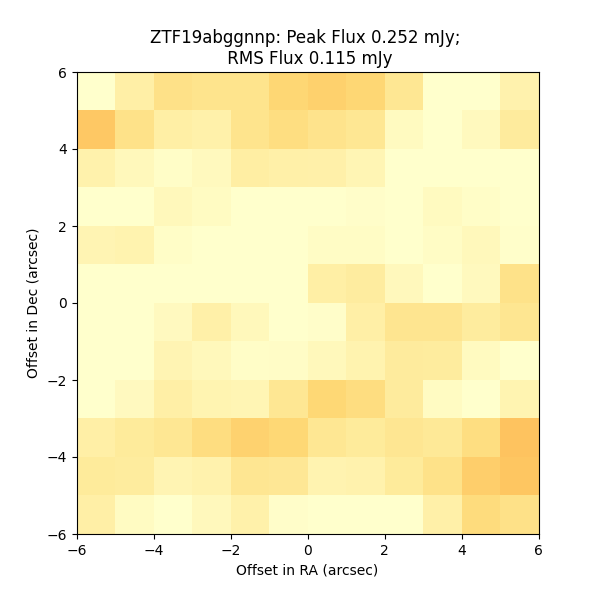 ZTF19abggnnp: Peak Flux 0.252 mJy;
RMS Flux 0.115 mJy
6
4
2
0
−2
−4
−6
Offset in Dec (arcsec)
−6 −4 −2 0 2 4 6
Offset in RA (arcsec)